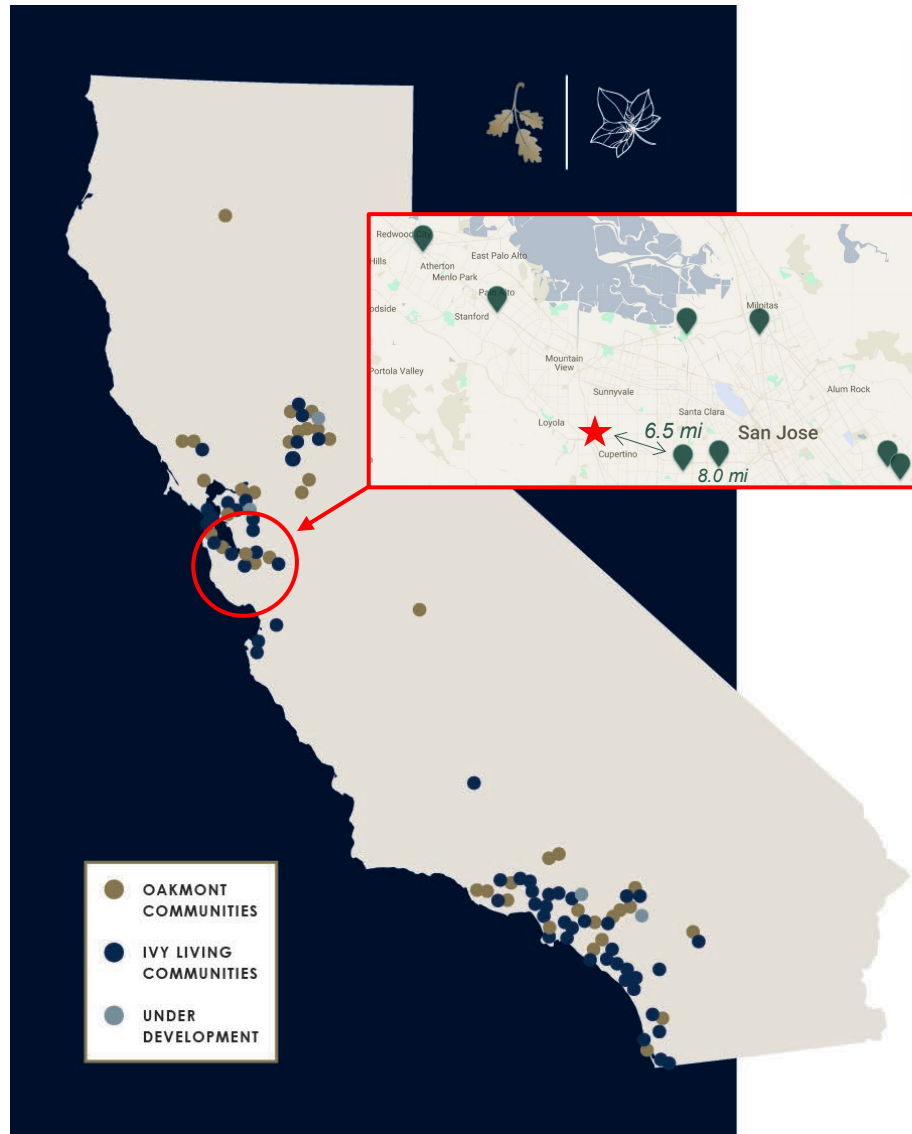 Redwood City
East Palo Alto
Hills
Atherton
Menlo Park
Palo Alto
Milpitas
Stanford
Mountain
View
Portola Valley
Alum Rock
Sunnyvale
Santa Clara
Loyola
6.5 mi
San Jose
Cupertino
8.0 mi
OAKMONT
COMMUNITIES
IVY LIVING
COMMUNITIES
UNDER
DEVELOPMENT